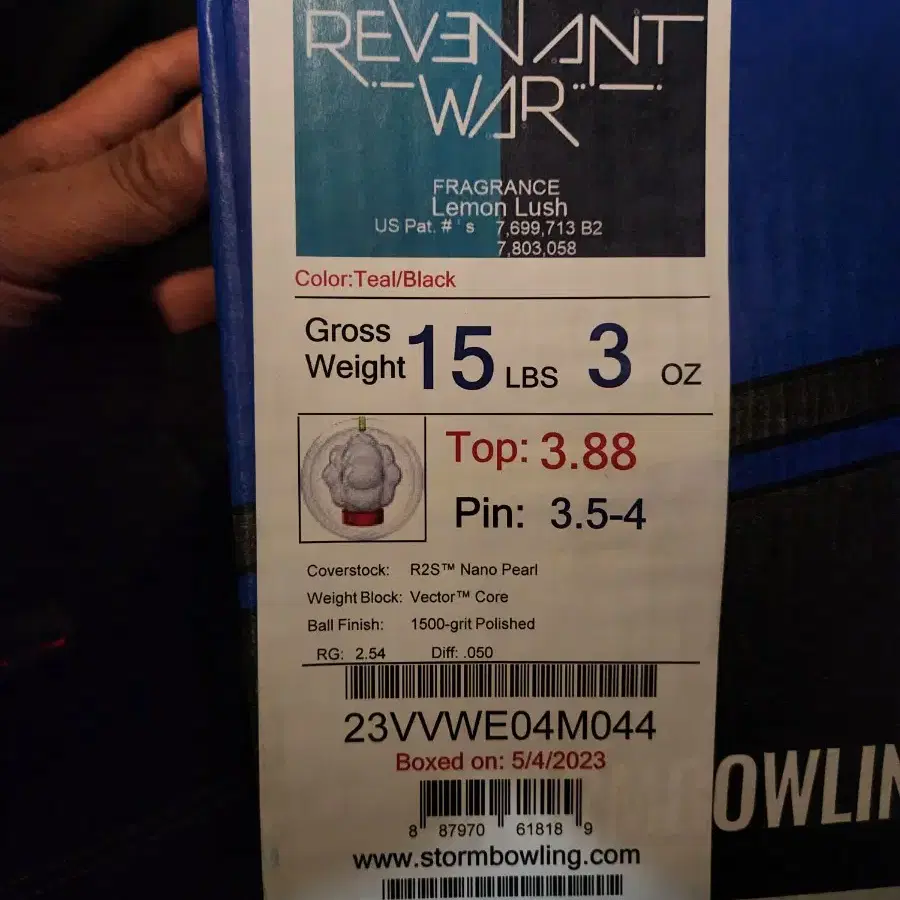 REVENANT
WAR
FRAGRANCE
Lemon Lush
US Pat. #'s 7,699,713 B2
7,803,058
Color:Teal/Black
Gross Weight 15 LBS 3 OZ
Top: 3.88
Pin: 3.5-4
Coverstock: R2S™ Nano Pearl
Weight Block: Vector™ Core
Ball Finish: 1500-grit Polished
RG: 2.54 Diff: .050
23VVWE04M044
Boxed on: 5/4/2023
8 87970 61818 9
www.stormbowling.com